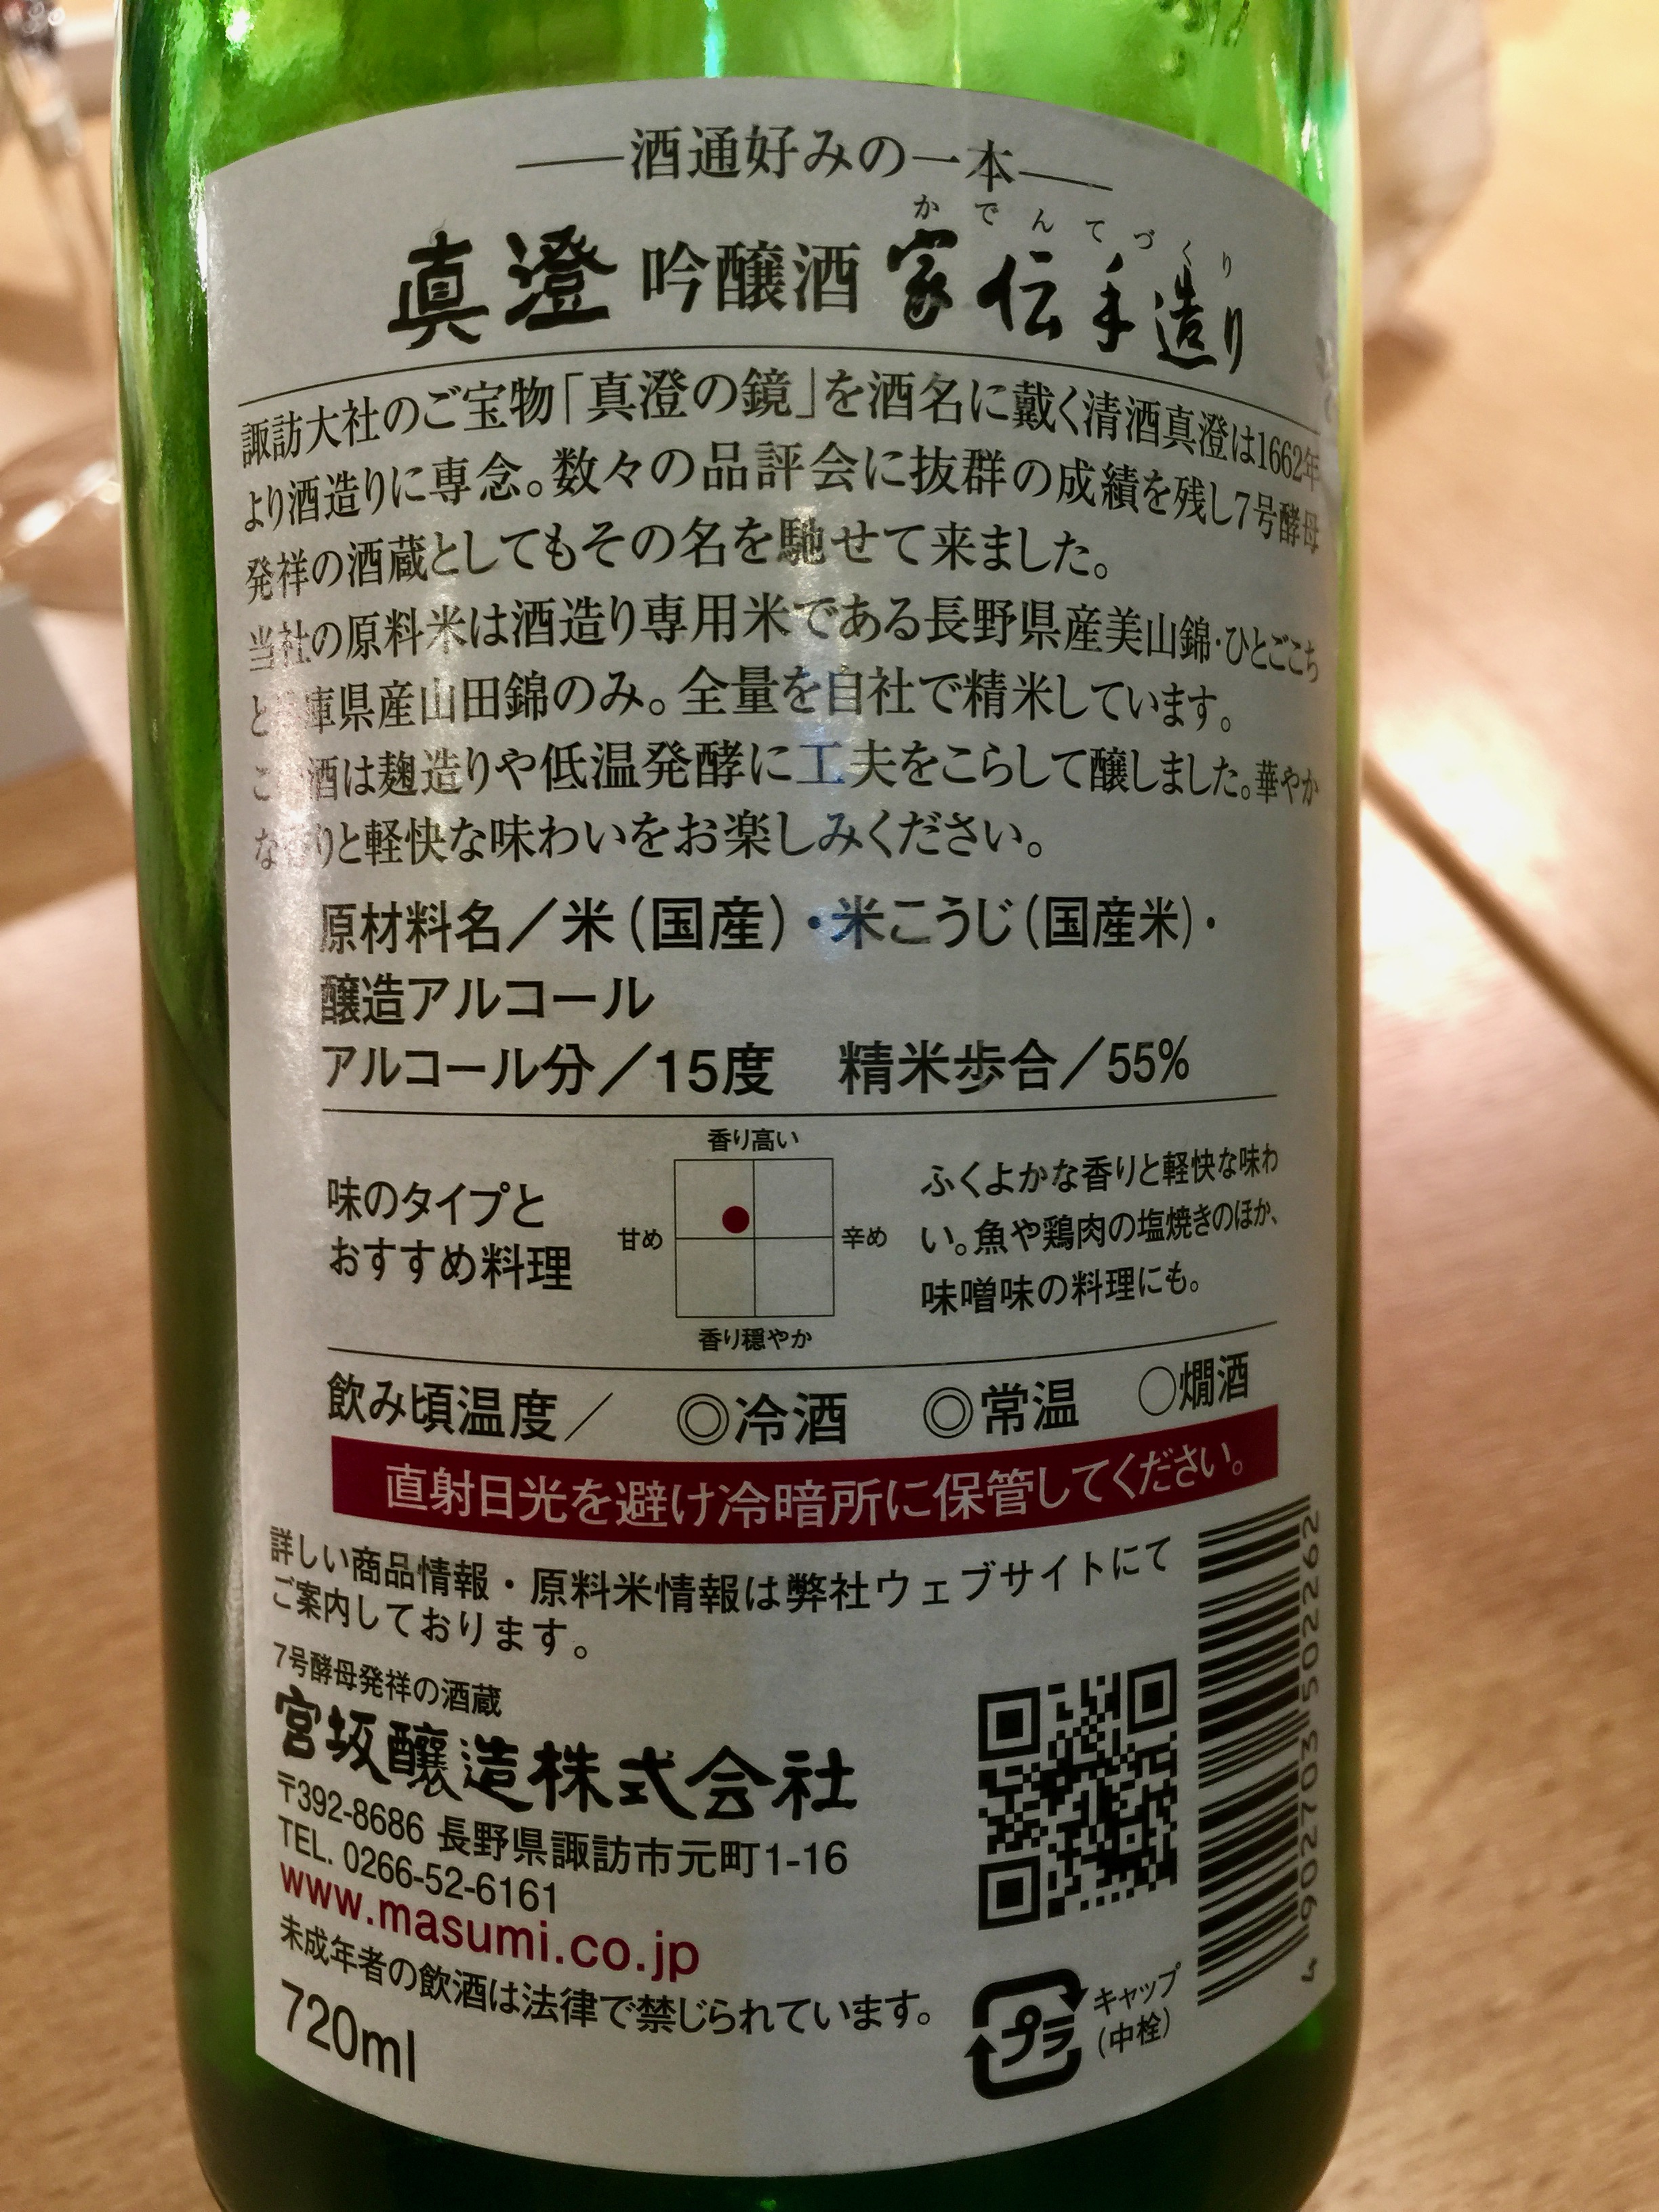 酒通好みの一本
かでんてづくり
真澄 吟醸酒 家伝手造り
諏訪大社のご宝物「真澄の鏡」を酒名に戴く清酒真澄は1662年
より酒造りに専念。数々の品評会に抜群の成績を残し7号酵母
発祥の酒蔵としてもその名を馳せて来ました。
当社の原料米は酒造り専用米である長野県産美山錦・ひとごこち
と兵庫県産山田錦のみ。全量を自社で精米しています。
この酒は麹造りや低温発酵に工夫をこらして醸しました。華やか
な香りと軽快な味わいをお楽しみください。
原材料名／米（国産）・米こうじ（国産米）・
醸造アルコール
アルコール分／15度 精米歩合／55%
味のタイプと
おすすめ料理
香り高い
甘め
辛め
香り穏やか
ふくよかな香りと軽快な味わ
い。魚や鶏肉の塩焼きのほか、
味噌味の料理にも。
飲み頃温度／ ◎冷酒 ◎常温 ○燗酒
直射日光を避け冷暗所に保管してください。
詳しい商品情報・原料米情報は弊社ウェブサイトにて
ご案内しております。
7号酵母発祥の酒蔵
宮坂醸造株式会社
〒392-8686 長野県諏訪市元町1-16
TEL. 0266-52-6161
www.masumi.co.jp
未成年者の飲酒は法律で禁じられています。
720ml
プラ
キャップ
（中栓）
4 902703 502262